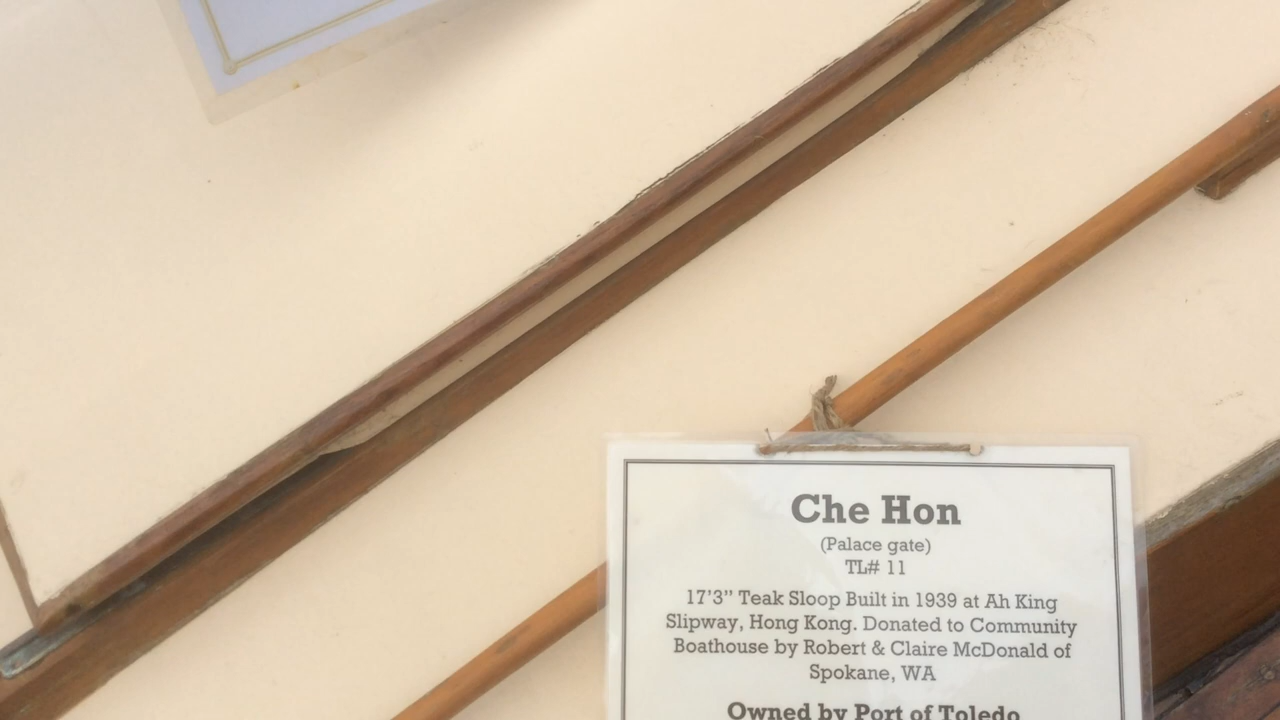 Che Hon
(Palace gate)
TL# 11
17’3” Teak Sloop Built in 1939 at Ah King
Slipway, Hong Kong. Donated to Community
Boathouse by Robert & Claire McDonald of
Spokane, WA
Owned by Port of Toledo